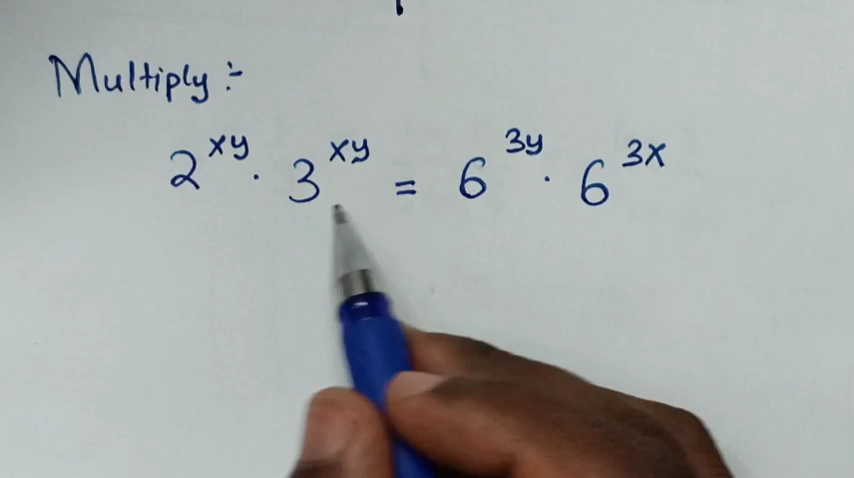 Multiply :-
2^{xy} · 3^{xy} = 6^{3y} · 6^{3x}